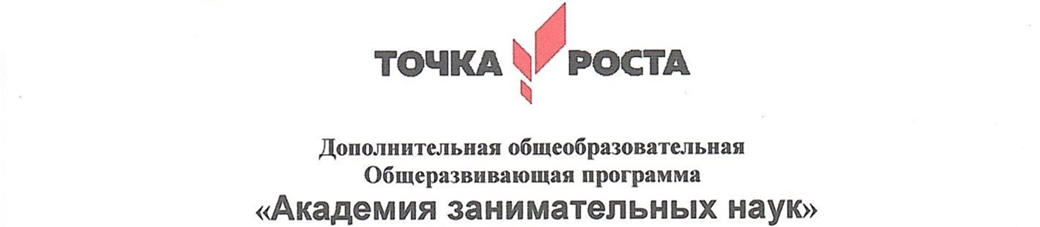 ТОЧКА РОСТА
Дополнительная общеобразовательная
Общеразвивающая программа
«Академия занимательных наук»